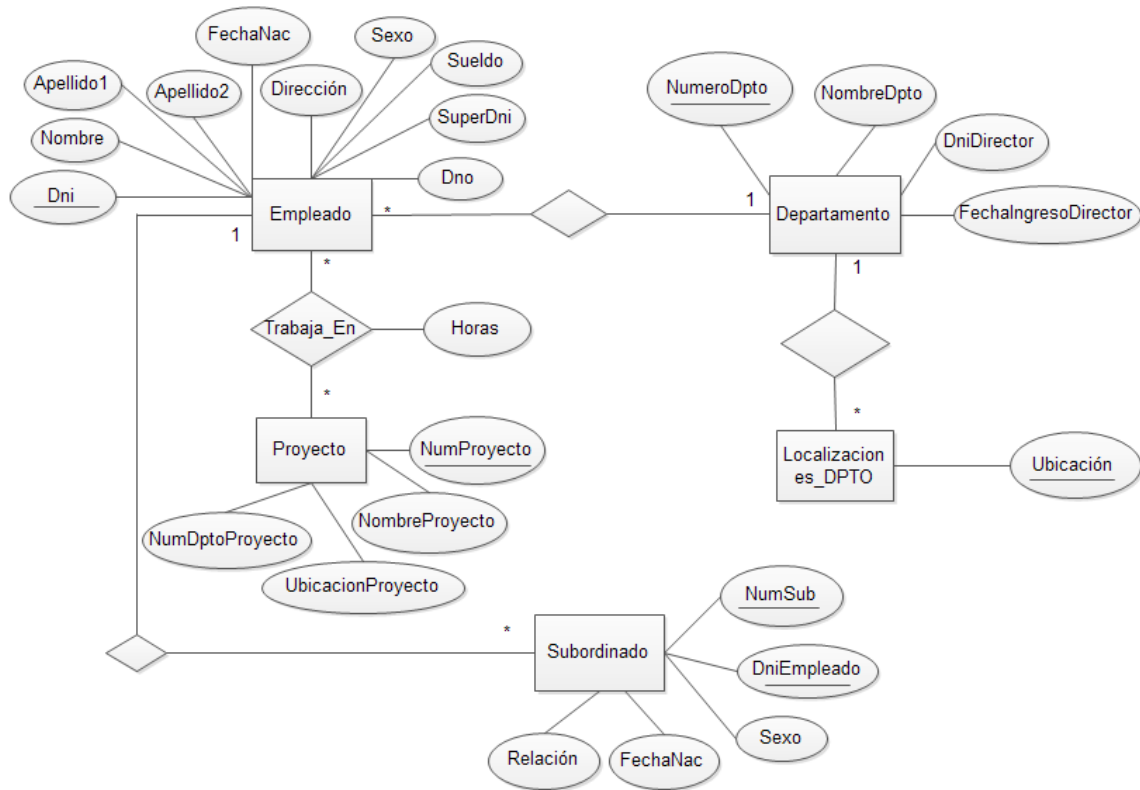 FechaNac
Sexo
Sueldo
Apellido1
Apellido2
Dirección
SuperDni
Nombre
Dni
Dno
Empleado
*
1
*
NumeroDpto
NombreDpto
DniDirector
FechaIngresoDirector
1
Departamento
1
Trabaja_En
Horas
*
*
Proyecto
NumProyecto
NombreProyecto
NumDptoProyecto
UbicacionProyecto
Localizacion
es_DPTO
Ubicación
*
Subordinado
NumSub
DniEmpleado
Sexo
Relación
FechaNac